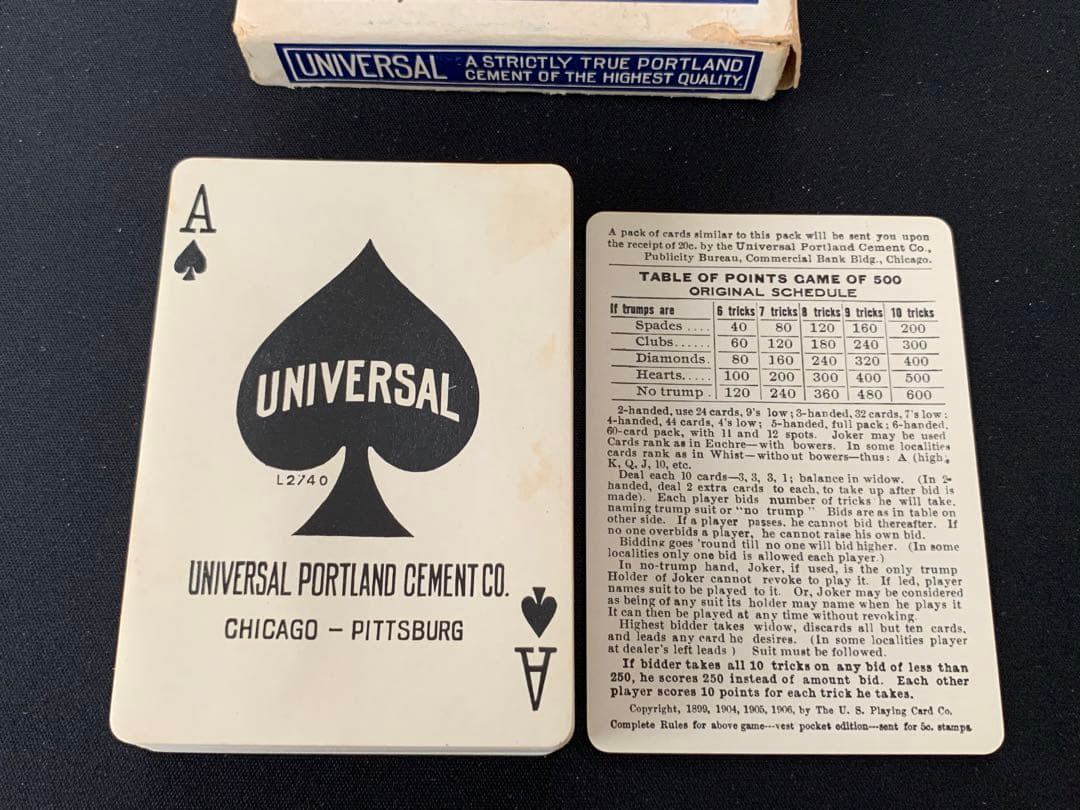 UNIVERSAL A STRICTLY TRUE PORTLAND
CEMENT OF THE HIGHEST QUALITY.
A
UNIVERSAL
L2740
UNIVERSAL PORTLAND CEMENT CO.
CHICAGO – PITTSBURG
A
A pack of cards similar to this pack will be sent you upon
the receipt of 20c. by the Universal Portland Cement Co.,
Publicity Bureau, Commercial Bank Bldg., Chicago.
TABLE OF POINTS GAME OF 500
ORIGINAL SCHEDULE
If trumps are 6 tricks 7 tricks 8 tricks 9 tricks 10 tricks
Spades .... 40 80 120 160 200
Clubs...... 60 120 180 240 300
Diamonds. 80 160 240 320 400
Hearts..... 100 200 300 400 500
No trump . 120 240 360 480 600
2-handed, use 24 cards, 9's low; 3-handed, 32 cards, 7's low;
4-handed, 44 cards, 4's low; 5-handed, full pack; 6-handed,
60-card pack, with 11 and 12 spots. Joker may be used
Cards rank as in Euchre—with bowers. In some localities
cards rank as in Whist—without bowers—thus: A (high,
K, Q, J, 10, etc.
Deal each 10 cards—3, 3, 3, 1; balance in widow. (In 2-
handed, deal 2 extra cards to each, to take up after bid is
made). Each player bids number of tricks he will take,
naming trump suit or "no trump" Bids are as in table on
other side. If a player passes, he cannot bid thereafter. If
no one overbids a player, he cannot raise his own bid.
Bidding goes 'round till no one will bid higher. (In some
localities only one bid is allowed each player.)
In no-trump hand, Joker, if used, is the only trump
Holder of Joker cannot revoke to play it. If led, player
names suit to be played to it. Or, Joker may be considered
as being of any suit its holder may name when he plays it
It can then be played at any time without revoking.
Highest bidder takes widow, discards all but ten cards,
and leads any card he desires. (In some localities player
at dealer's left leads ) Suit must be followed.
If bidder takes all 10 tricks on any bid of less than
250, he scores 250 instead of amount bid. Each other
player scores 10 points for each trick he takes.
Copyright, 1899, 1904, 1905, 1906, by The U. S. Playing Card Co.
Complete Rules for above game---vest pocket edition---sent for 5c. stamps